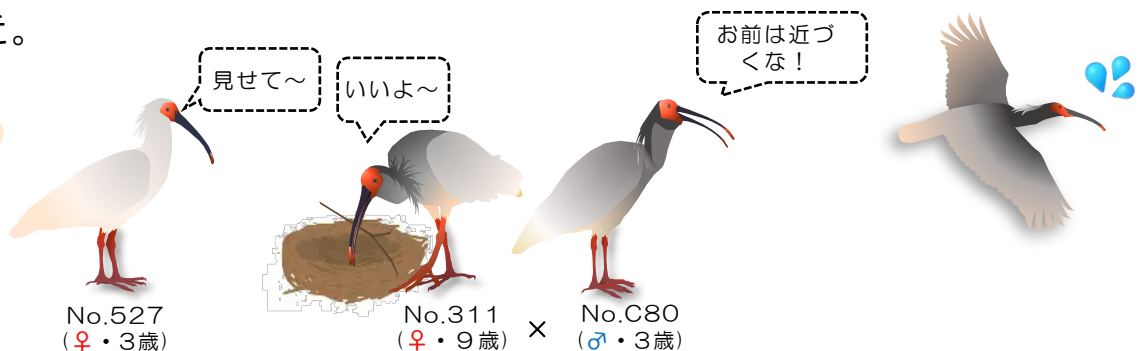 た。
見せて～
いいよ～
お前は近づ
くな！
No.527
（♀・3歳）
No.311
（♀・9歳）
×
No.C80
（♂・3歳）